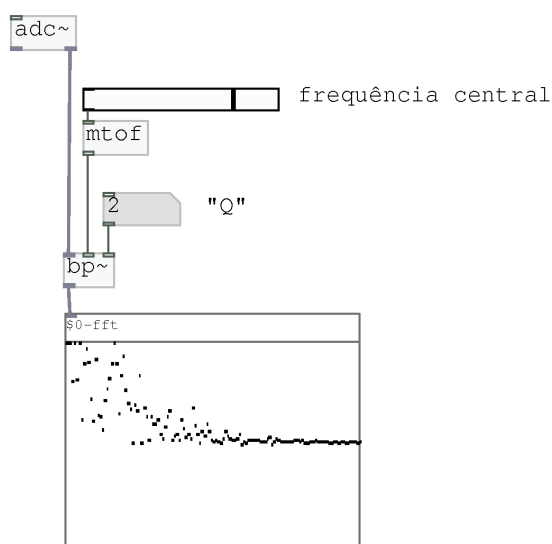 adc~
frequência central
mtof
2
"Q"
bp~
$0-fft